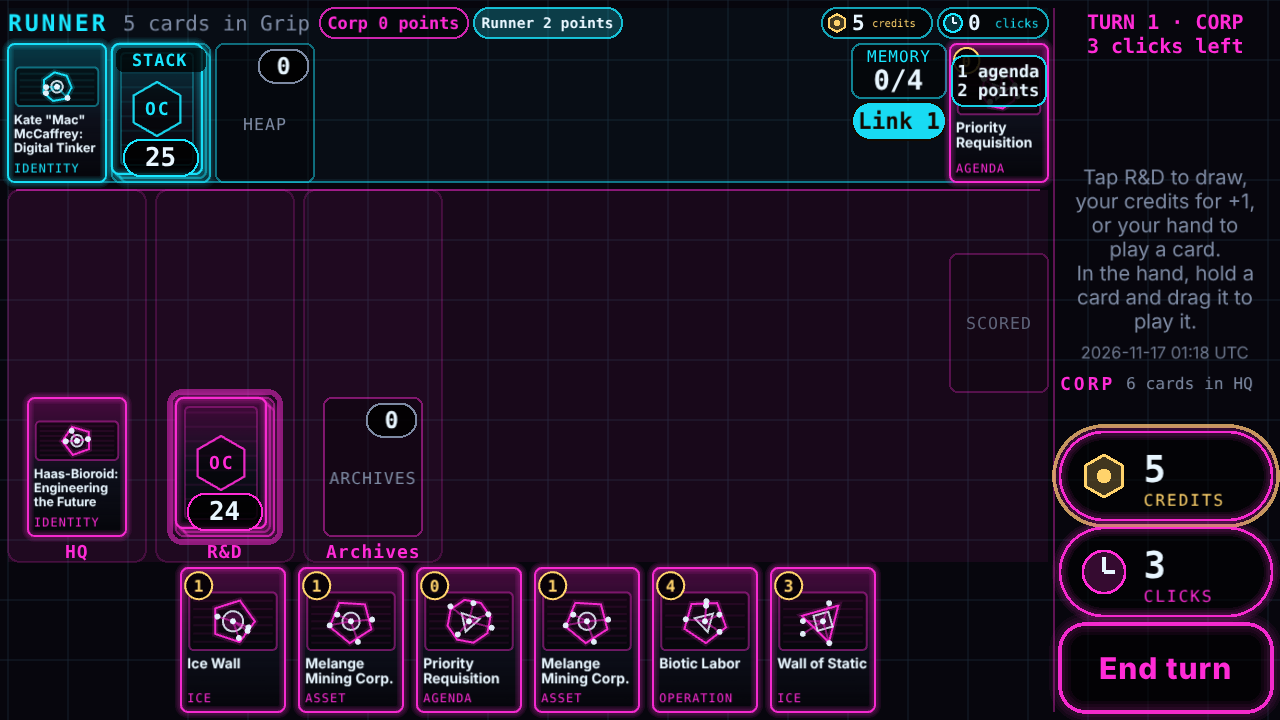 RUNNER 5 cards in Grip Corp 0 points Runner 2 points 5 credits 0 clicks
Kate "Mac"
McCaffrey:
Digital Tinker
IDENTITY
STACK
OC
25
0
HEAP
MEMORY
0/4
Link 1
1 agenda
2 points
Priority
Requisition
AGENDA
TURN 1 · CORP
3 clicks left
Tap R&D to draw,
your credits for +1,
or your hand to
play a card.
In the hand, hold a
card and drag it to
play it.
2026-11-17 01:18 UTC
CORP 6 cards in HQ
SCORED
Haas-Bioroid:
Engineering
the Future
IDENTITY
HQ
OC
24
R&D
0
ARCHIVES
Archives
5
CREDITS
3
CLICKS
End turn
1
Ice Wall
ICE
1
Melange
Mining Corp.
ASSET
0
Priority
Requisition
AGENDA
1
Melange
Mining Corp.
ASSET
4
Biotic Labor
OPERATION
3
Wall of Static
ICE